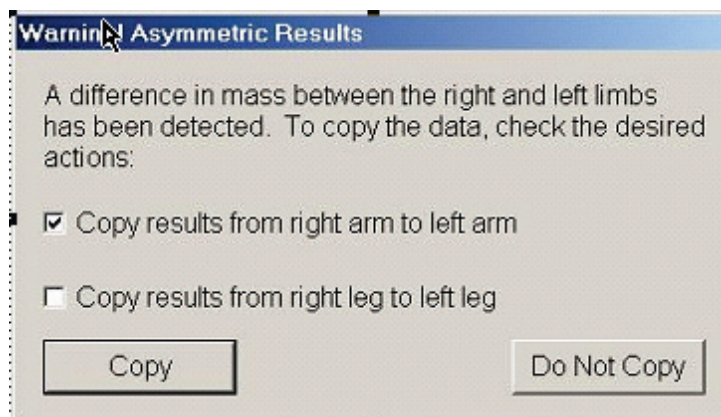 Warning! Asymmetric Results
A difference in mass between the right and left limbs
has been detected. To copy the data, check the desired
actions:
Copy results from right arm to left arm
Copy results from right leg to left leg
Copy
Do Not Copy